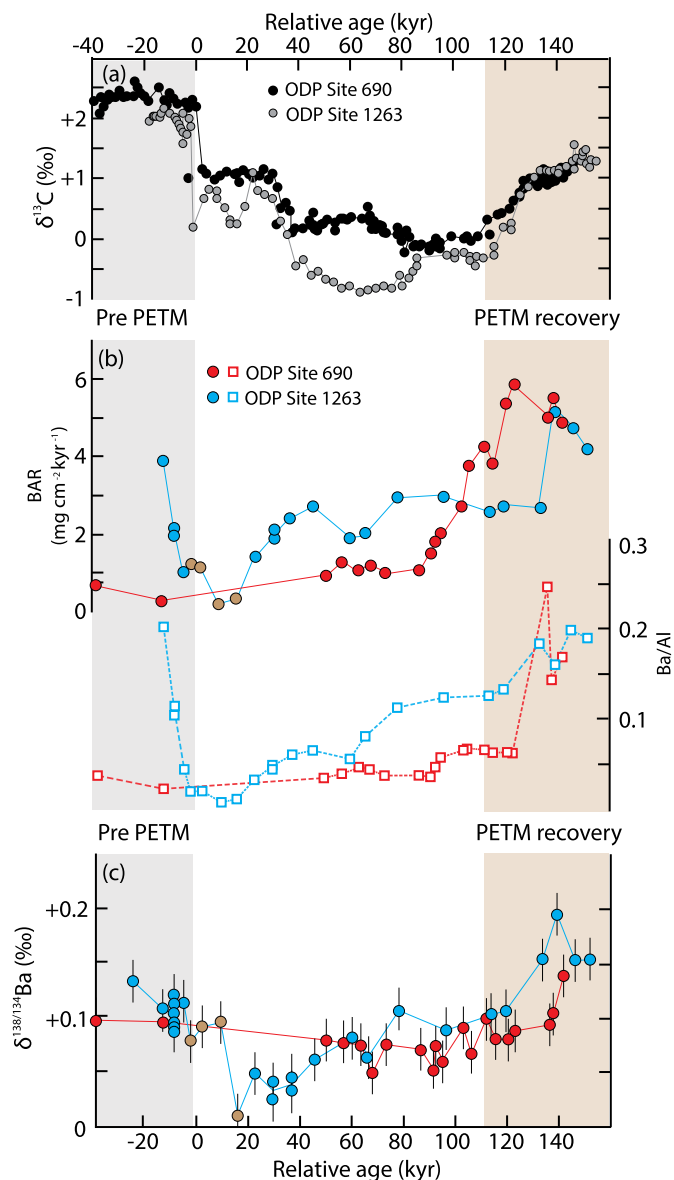 Relative age (kyr)
-40 -20 0 20 40 60 80 100 120 140
(a)
ODP Site 690
ODP Site 1263
+2
+1
0
-1
δ¹³C (‰)
Pre PETM PETM recovery
(b)
ODP Site 690
ODP Site 1263
6
4
2
0
BAR
(mg cm⁻² kyr⁻¹)
0.3
0.2
0.1
Ba/Al
Pre PETM PETM recovery
(c)
+0.2
+0.1
0
δ¹³⁸/¹³⁴Ba (‰)
-20 0 20 40 60 80 100 120 140
Relative age (kyr)